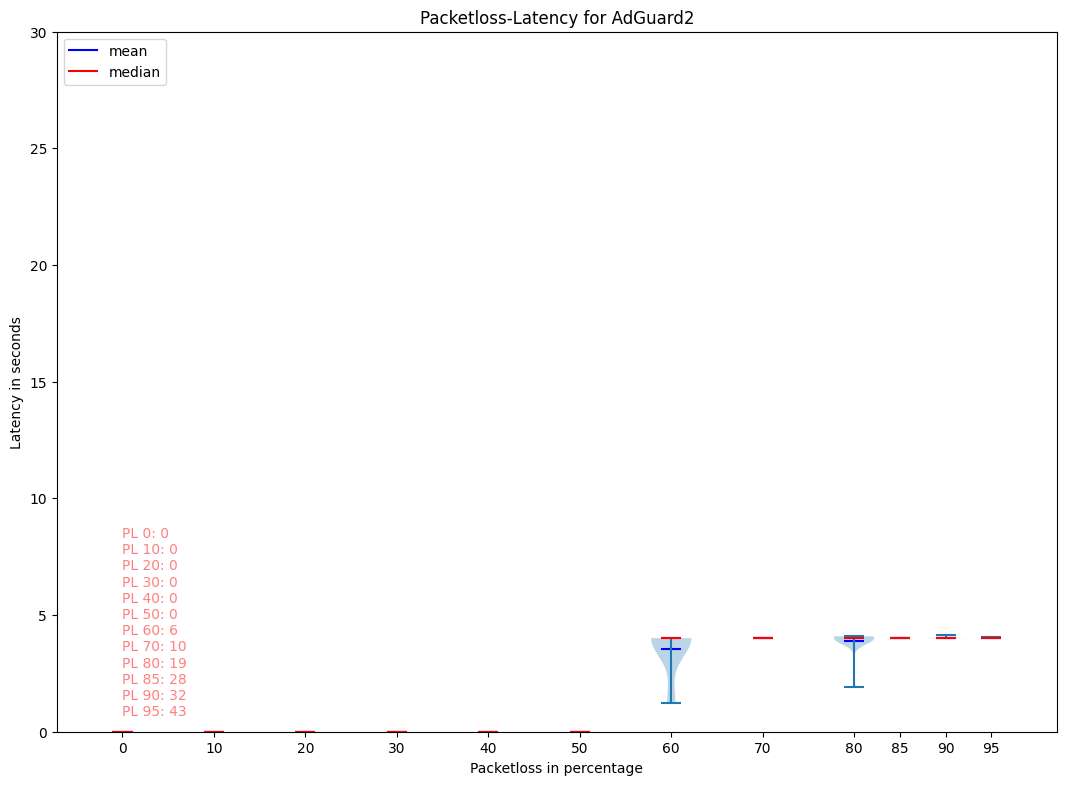 Packetloss-Latency for AdGuard2
mean
median
30
25
20
15
10
5
0
Latency in seconds
PL 0: 0
PL 10: 0
PL 20: 0
PL 30: 0
PL 40: 0
PL 50: 0
PL 60: 6
PL 70: 10
PL 80: 19
PL 85: 28
PL 90: 32
PL 95: 43
0 10 20 30 40 50 60 70 80 85 90 95
Packetloss in percentage